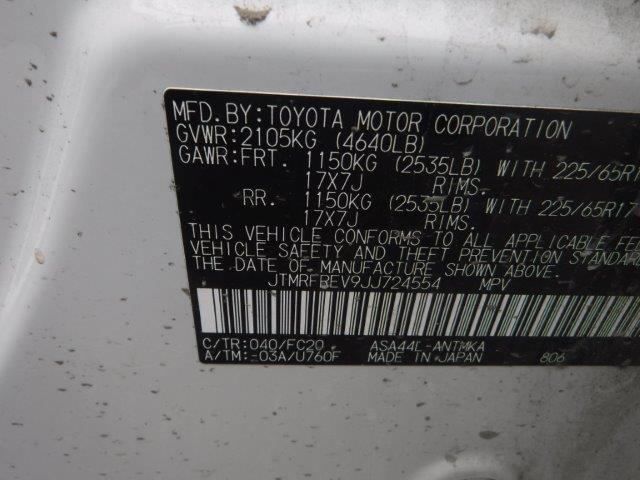 MFD. BY: TOYOTA MOTOR CORPORATION
GVWR: 2105KG (4640LB)
GAWR: FRT. 1150KG (2535LB) WITH 225/65R1
17X7J RIMS.
RR. 1150KG (2535LB) WITH 225/65R17
17X7J RIMS.
THIS VEHICLE CONFORMS TO ALL APPLICABLE FE
VEHICLE SAFETY AND THEFT PREVENTION STANDAR
THE DATE OF MANUFACTURE SHOWN ABOVE.
JTMRFREV9JJ724554 MPV
C/TR: 040/FC20 ASA44L-ANTMKA
A/TM: -03A/U760F MADE IN JAPAN 806